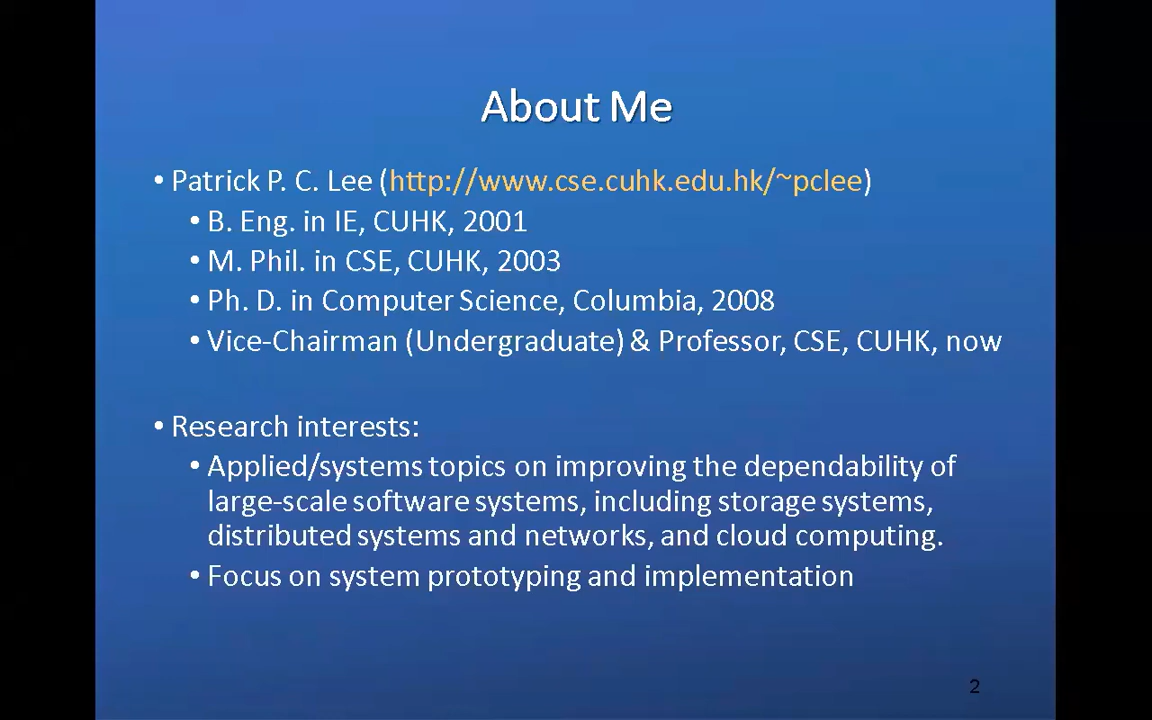 About Me
• Patrick P. C. Lee (http://www.cse.cuhk.edu.hk/~pclee)
• B. Eng. in IE, CUHK, 2001
• M. Phil. in CSE, CUHK, 2003
• Ph. D. in Computer Science, Columbia, 2008
• Vice-Chairman (Undergraduate) & Professor, CSE, CUHK, now
• Research interests:
• Applied/systems topics on improving the dependability of
large-scale software systems, including storage systems,
distributed systems and networks, and cloud computing.
• Focus on system prototyping and implementation
2